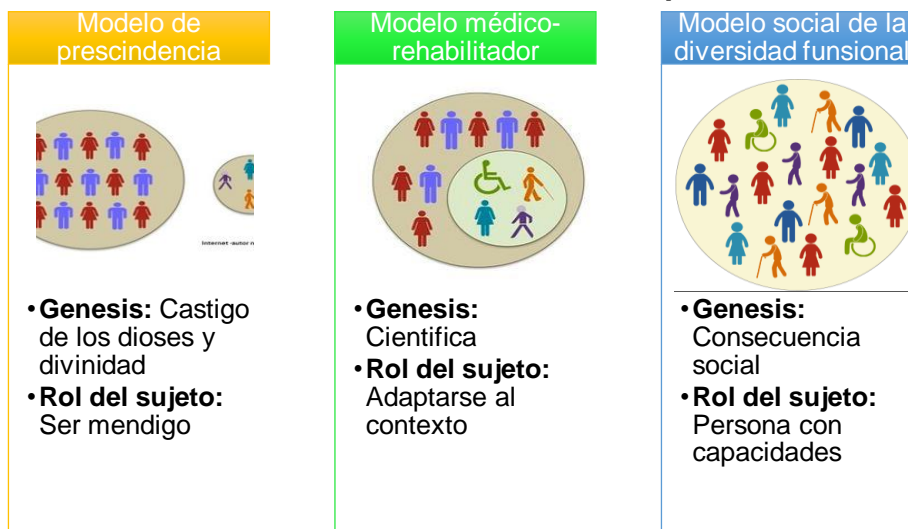 Modelo de
prescindencia
Internet -autor n
•Genesis: Castigo
de los dioses y
divinidad
•Rol del sujeto:
Ser mendigo
Modelo médico-
rehabilitador
•Genesis:
Cientifica
•Rol del sujeto:
Adaptarse al
contexto
Modelo social de la
diversidad funsional
•Genesis:
Consecuencia
social
•Rol del sujeto:
Persona con
capacidades